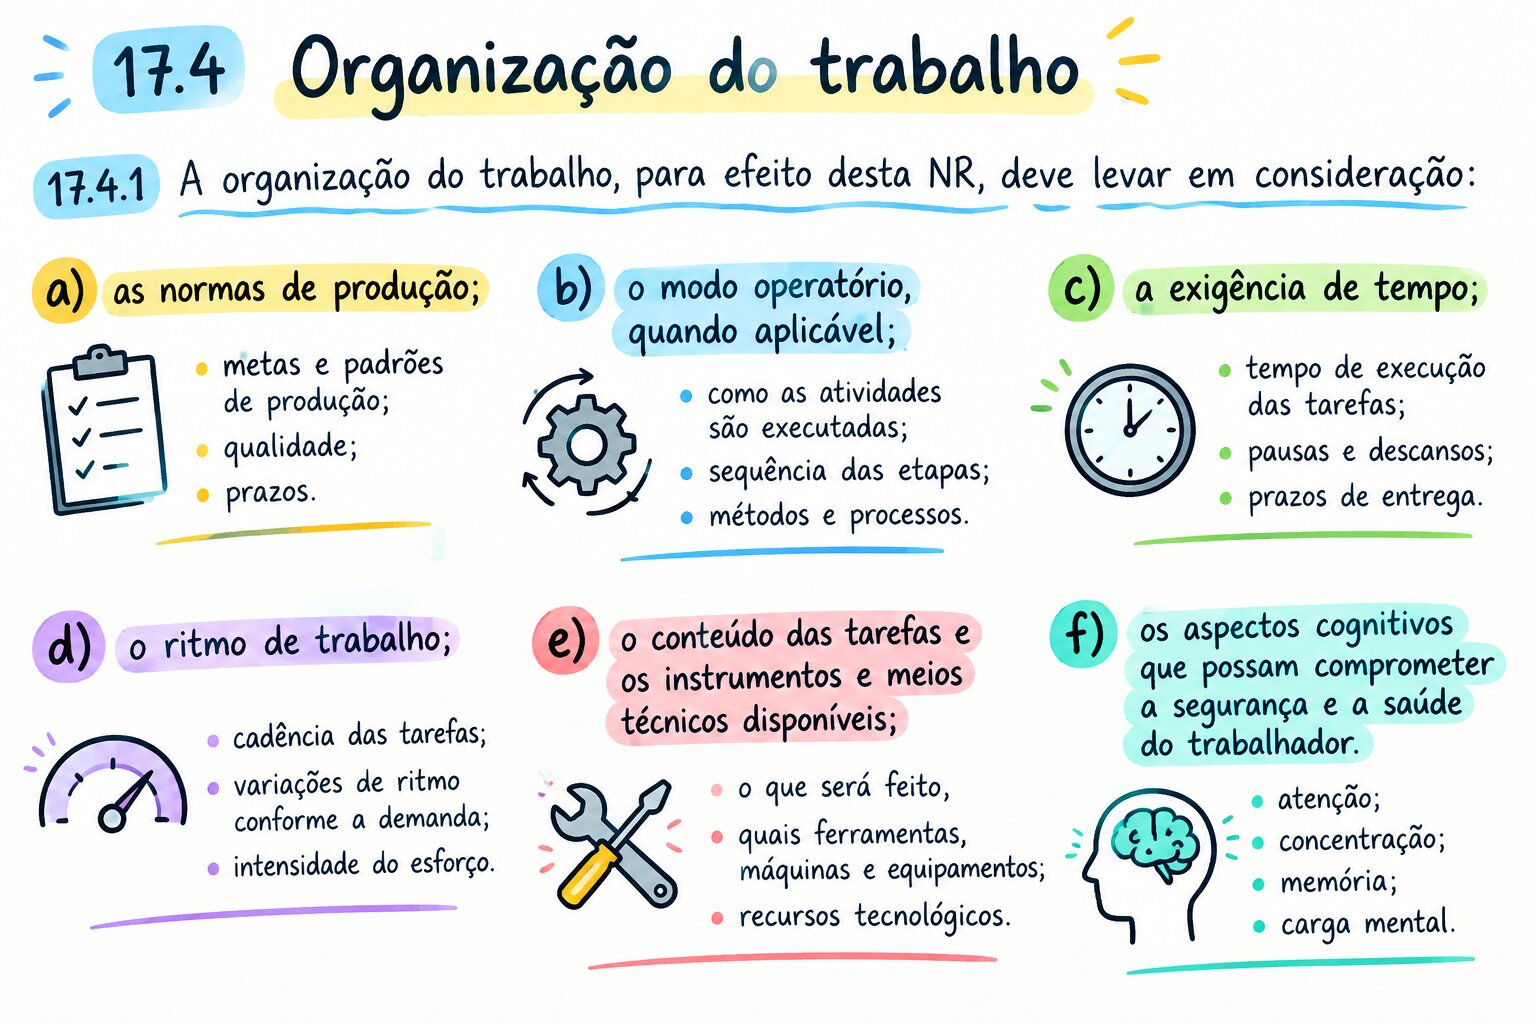 17.4 Organização do trabalho
17.4.1 A organização do trabalho, para efeito desta NR, deve levar em consideração:
a) as normas de produção;
metas e padrões
de produção;
qualidade;
prazos.
b) o modo operatório,
quando aplicável;
como as atividades
são executadas;
sequência das etapas;
métodos e processos.
c) a exigência de tempo;
tempo de execução
das tarefas;
pausas e descansos;
prazos de entrega.
d) o ritmo de trabalho;
cadência das tarefas;
variações de ritmo
conforme a demanda;
intensidade do esforço.
e) o conteúdo das tarefas e
os instrumentos e meios
técnicos disponíveis;
o que será feito,
quais ferramentas,
máquinas e equipamentos;
recursos tecnológicos.
f) os aspectos cognitivos
que possam comprometer
a segurança e a saúde
do trabalhador.
atenção;
concentração;
memória;
carga mental.